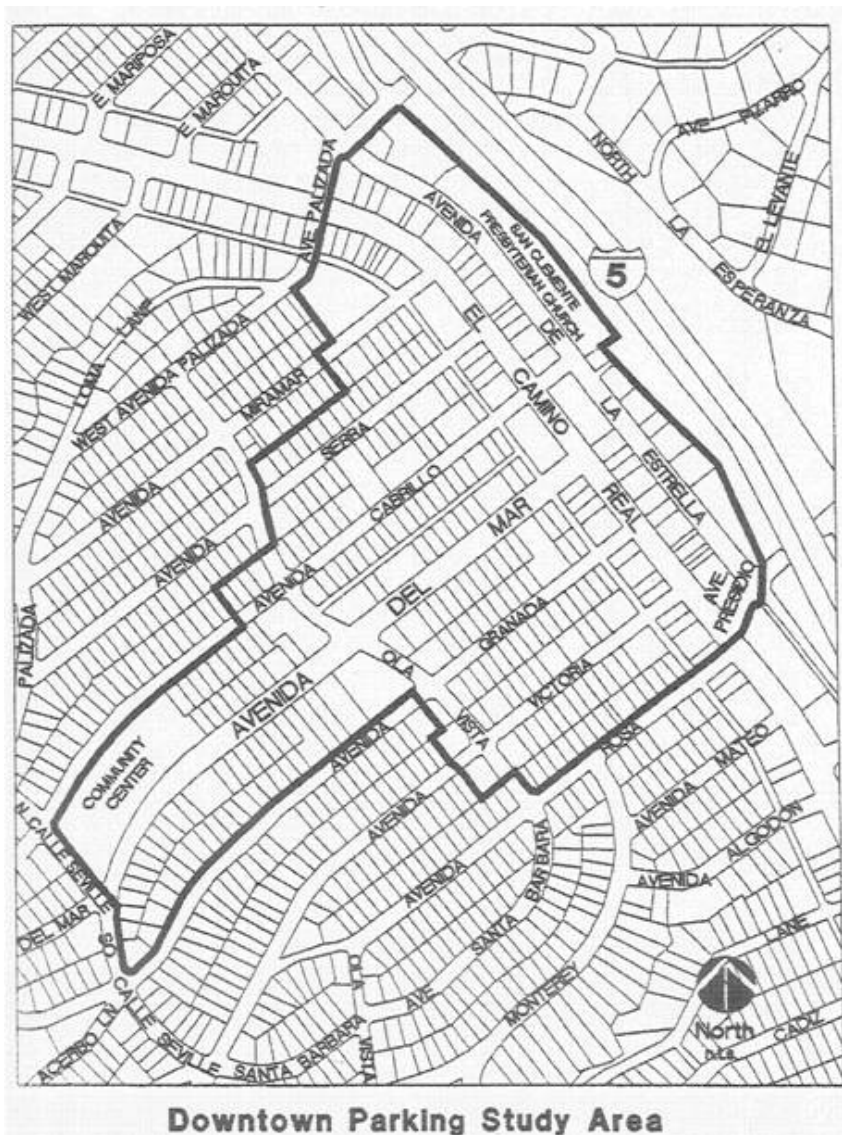 E MARIPOSA
E MARQUITA
AVE PALIZADA
NORTH
AVE PIZARRO
EL LEVANTE
LA
ESPERANZA
5
SAN CLEMENTE
PRESBYTERIAN CHURCH
AVENIDA
DE
LA
ESTRELLA
EL
CAMINO
REAL
WEST MARQUITA
LOMA LANE
WEST AVENIDA PALIZADA
MIRAMAR
AVENIDA
SERRA
AVENIDA
CABRILLO
AVENIDA
MAR
DEL
AVENIDA
GRANADA
VICTORIA
AVE
PRESIDIO
PALIZADA
OLA
VISTA
AVENIDA
AVENIDA
AVENIDA
ROSA
AVENIDA MATEO
AVENIDA ALGODON
COMMUNITY
CENTER
N CALLE SEVILLE
DEL MAR
SO CALLE SEVILLE
ACEBO LN
SANTA BARBARA
OLA
VISTA
AVE SANTA BARBARA
MONTEREY
LANE
CADIZ
North
n.t.s.
Downtown Parking Study Area